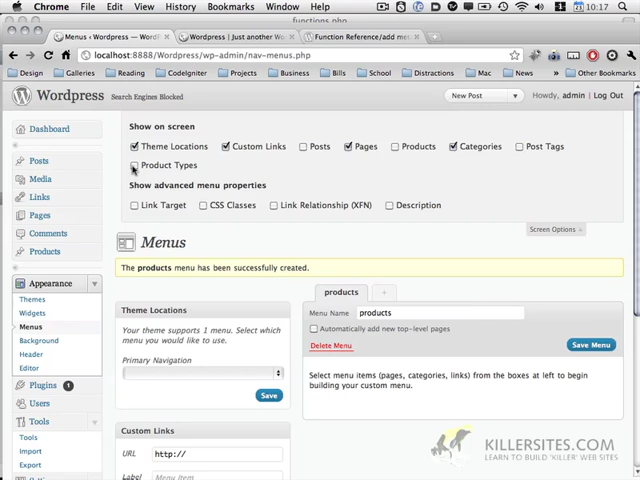 Chrome File Edit View History Bookmarks Window Help 10:17
functions.php
Menus ‹ Wordpress — WordP
Wordpress | Just another Wo
Function Reference/add me
localhost:8888/Wordpress/wp-admin/nav-menus.php
Design Galleries Reading CodeIgniter Projects Business Bills School Distractions Mac News Other Bookmarks
Wordpress Search Engines Blocked New Post Howdy, admin | Log Out
Dashboard
Posts
Media
Links
Pages
Comments
Products
Appearance
Themes
Widgets
Menus
Background
Header
Editor
Plugins 1
Users
Tools
Tools
Import
Export
Show on screen
Theme Locations Custom Links Posts Pages Products Categories Post Tags
Product Types
Show advanced menu properties
Link Target CSS Classes Link Relationship (XFN) Description
Screen Options
Menus
The products menu has been successfully created.
Theme Locations
Your theme supports 1 menu. Select which
menu you would like to use.
Primary Navigation
Save
Custom Links
URL http://
Label Menu Item
products +
Menu Name products
Automatically add new top-level pages
Delete Menu Save Menu
Select menu items (pages, categories, links) from the boxes at left to begin
building your custom menu.
KILLERSITES.COM
LEARN TO BUILD 'KILLER' WEB SITES